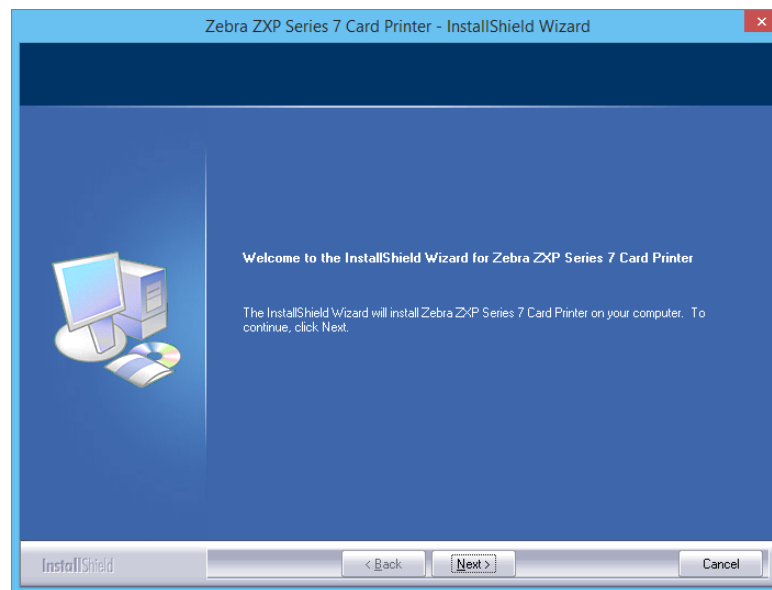 Zebra ZXP Series 7 Card Printer - InstallShield Wizard
Welcome to the InstallShield Wizard for Zebra ZXP Series 7 Card Printer
The InstallShield Wizard will install Zebra ZXP Series 7 Card Printer on your computer. To
continue, click Next.
InstallShield
< Back
Next >
Cancel